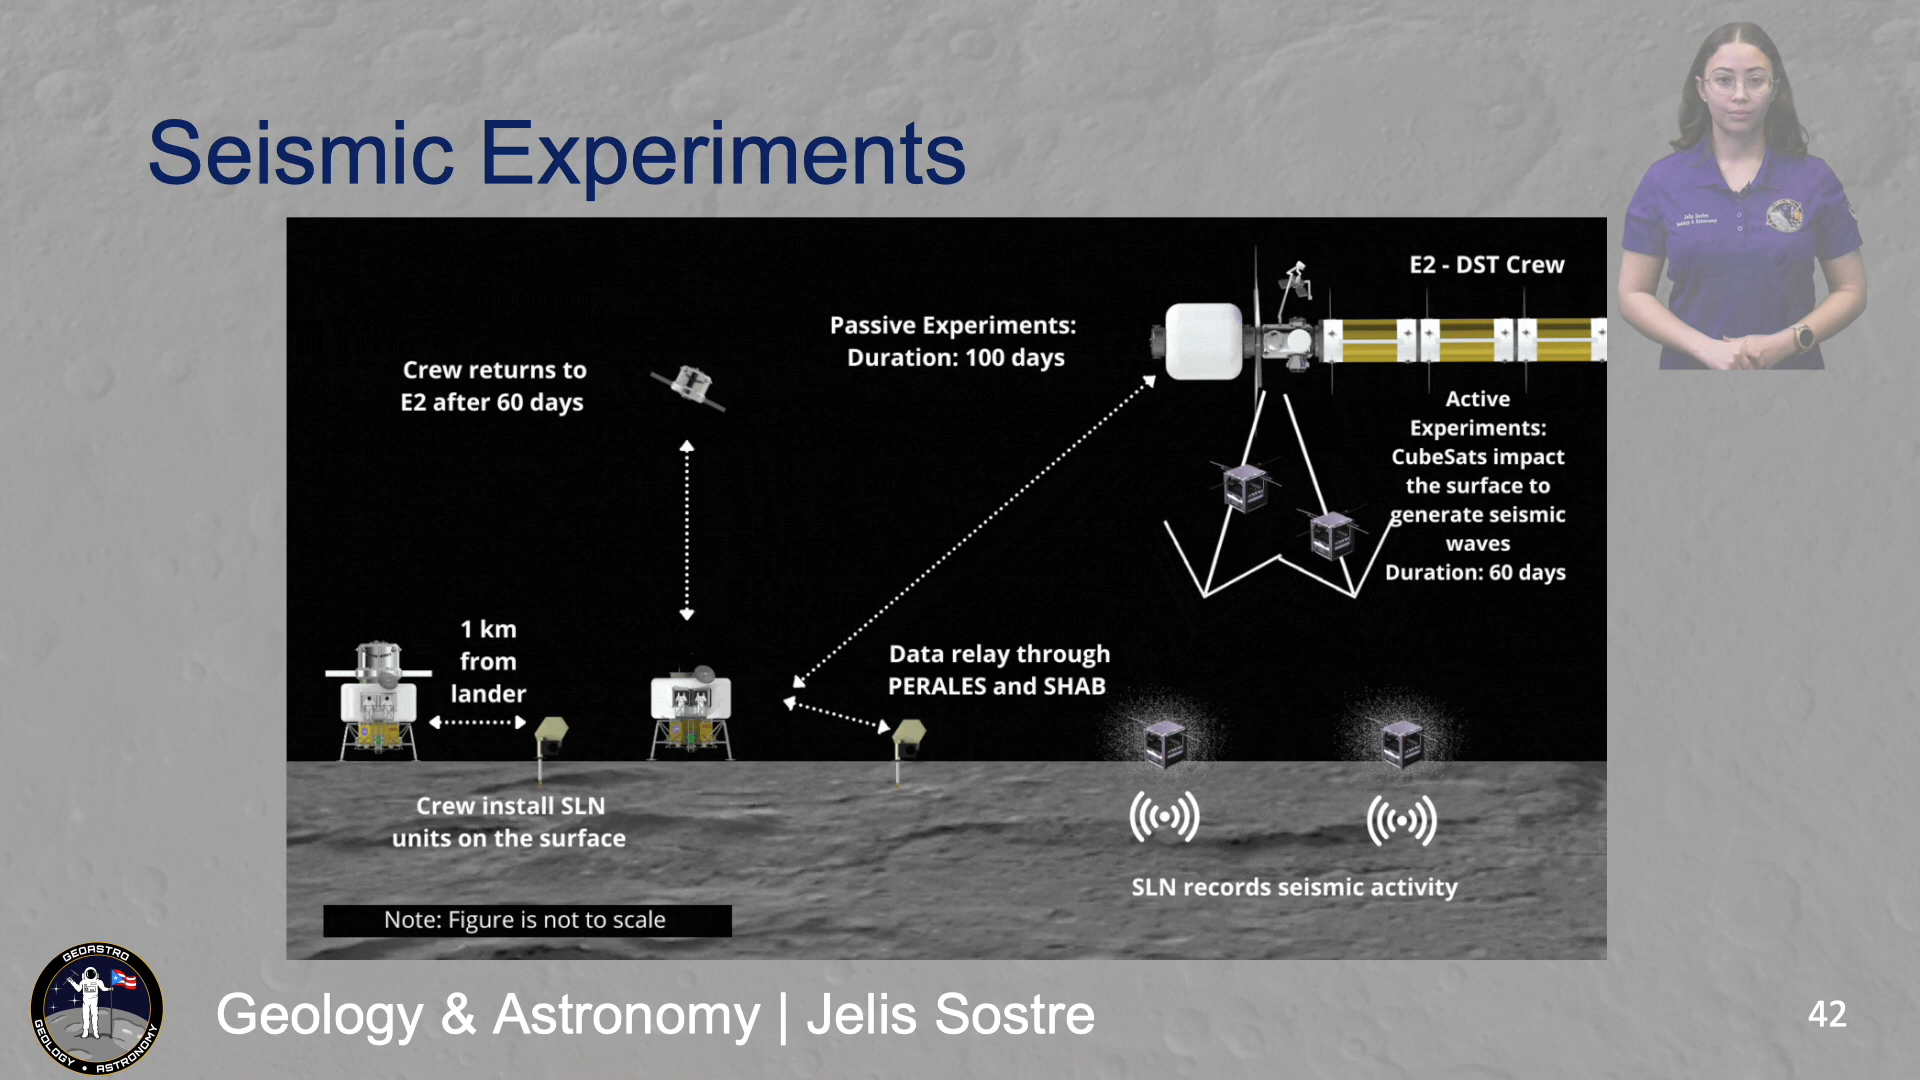 Seismic Experiments
E2 - DST Crew
Passive Experiments:
Duration: 100 days
Crew returns to
E2 after 60 days
Active
Experiments:
CubeSats impact
the surface to
generate seismic
waves
Duration: 60 days
1 km
from
lander
Data relay through
PERALES and SHAB
Crew install SLN
units on the surface
SLN records seismic activity
Note: Figure is not to scale
GEOASTRO
GEOLOGY • ASTRONOMY
Geology & Astronomy | Jelis Sostre
42